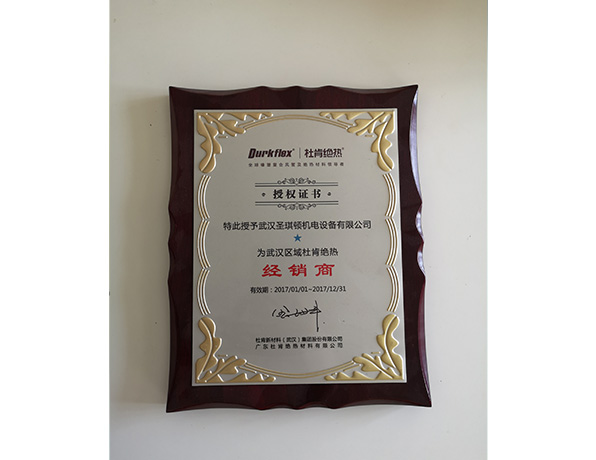 Durkflex® 杜肯绝热®
授权证书
特此授予武汉圣琪顿机电设备有限公司
为武汉区域杜肯绝热
经销商
有效期：2017/01/01~2017/12/31
杜肯新材料（武汉）集团股份有限公司
广东杜肯绝热材料有限公司